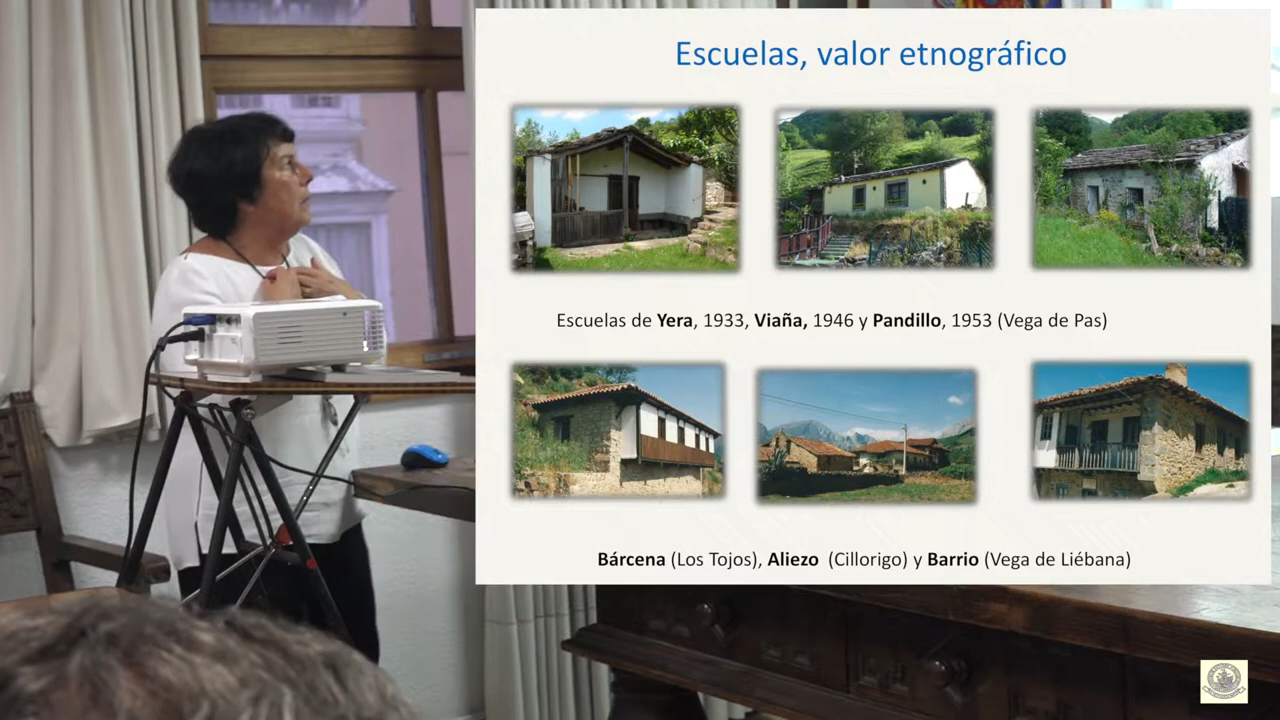 Escuelas, valor etnográfico
Escuelas de Yera, 1933, Viaña, 1946 y Pandillo, 1953 (Vega de Pas)
Bárcena (Los Tojos), Aliezo (Cillorigo) y Barrio (Vega de Liébana)